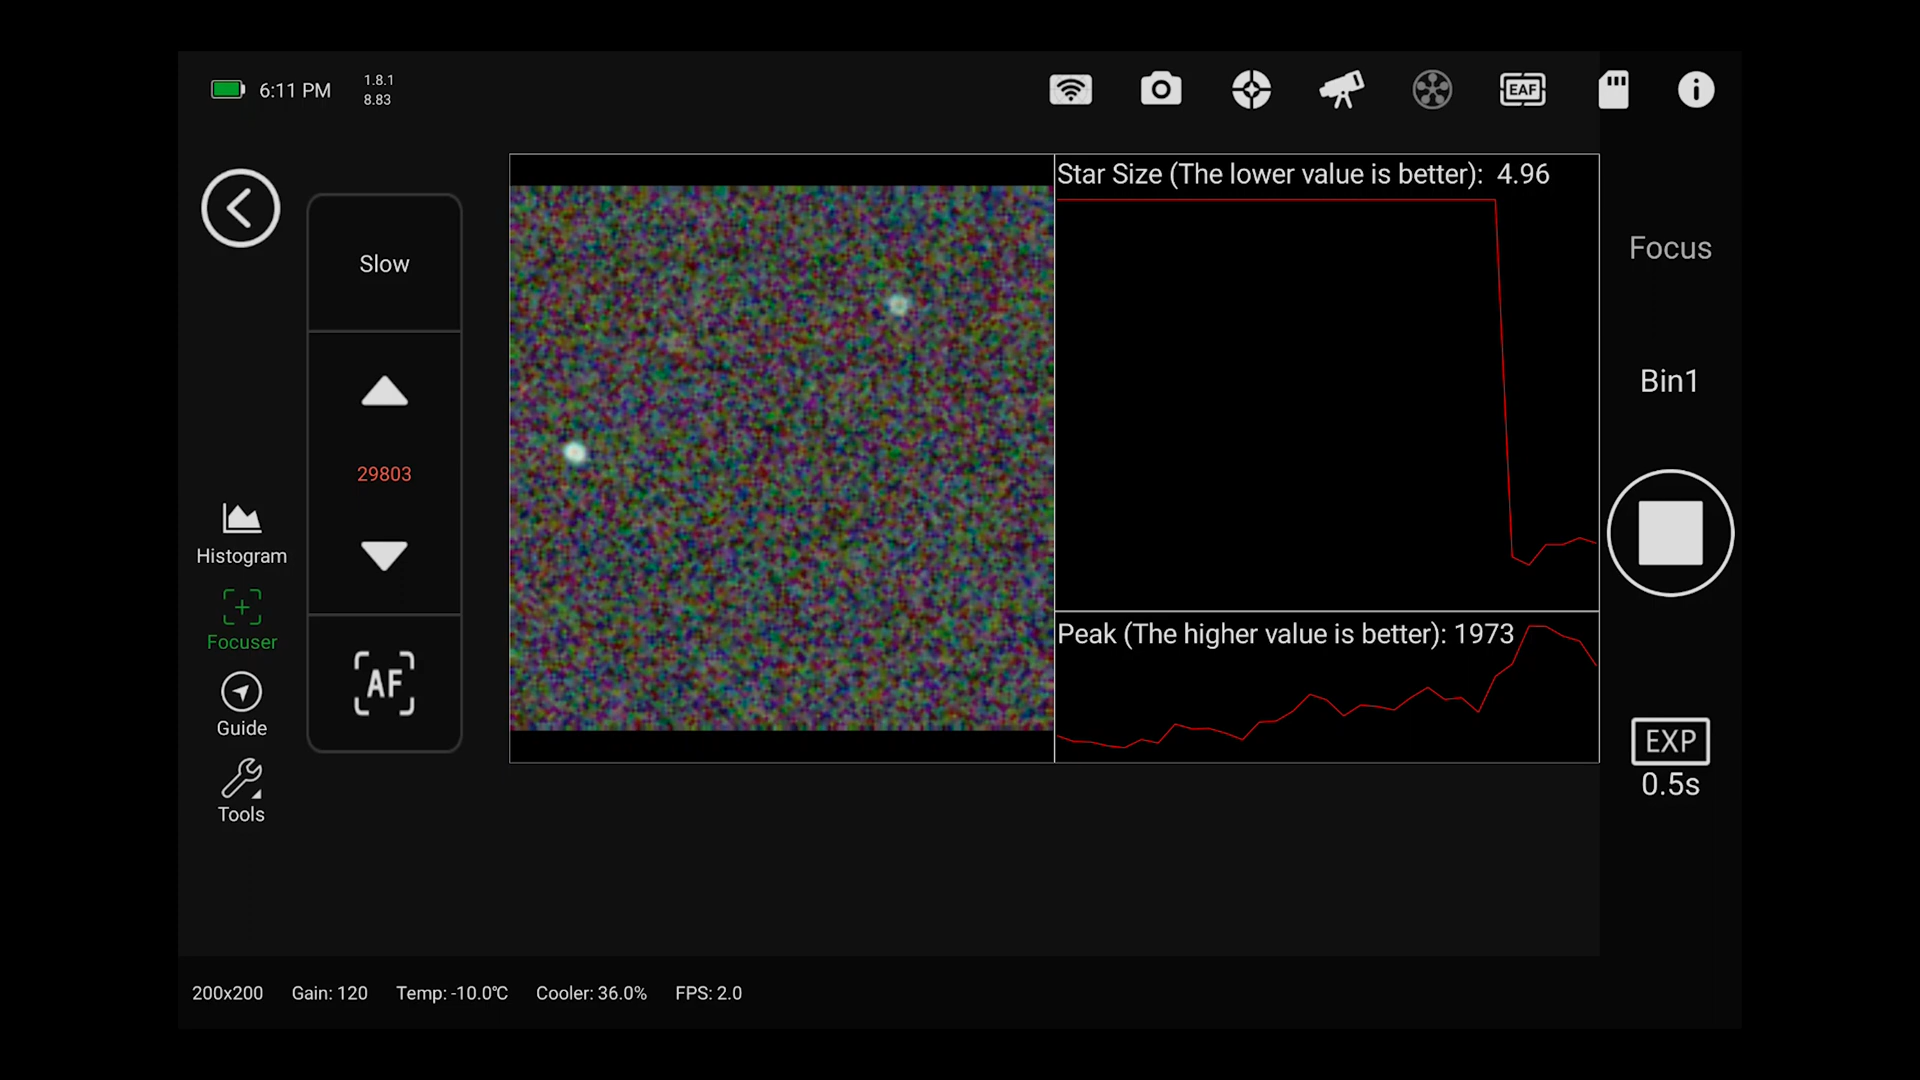 6:11 PM
1.8.1
8.83
EAF
Slow
29803
AF
Histogram
Focuser
Guide
Tools
Star Size (The lower value is better): 4.96
Peak (The higher value is better): 1973
Focus
Bin1
EXP
0.5s
200x200 Gain: 120 Temp: -10.0℃ Cooler: 36.0% FPS: 2.0